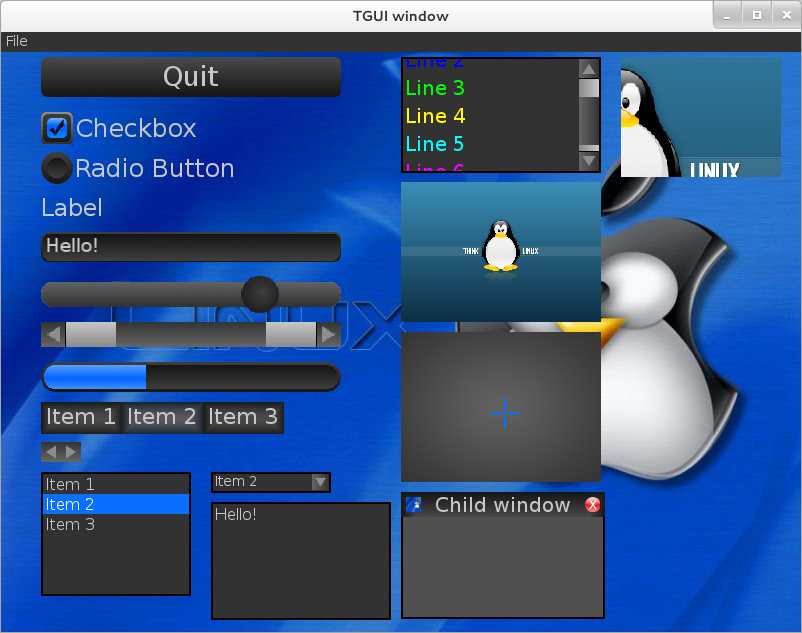 TGUI window
File
Quit
Checkbox
Radio Button
Label
Hello!
LINUX
Item 1 Item 2 Item 3
Item 1
Item 2
Item 3
Item 2
Hello!
Line 2
Line 3
Line 4
Line 5
Line 6
THINK LINUX
Child window
LINUX